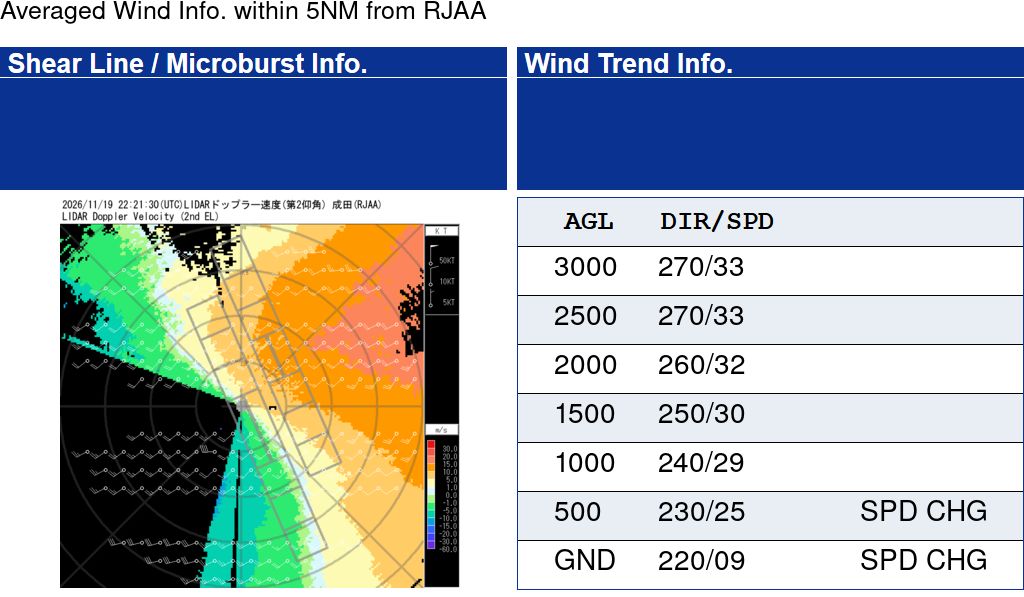 Averaged Wind Info. within 5NM from RJAA
Shear Line / Microburst Info.
Wind Trend Info.
2026/11/19 22:21:30(UTC)LIDARドップラー速度(第2仰角) 成田(RJAA)
LIDAR Doppler Velocity (2nd EL)
K T
50KT
10KT
5KT
m/s
30.0
20.0
15.0
10.0
5.0
1.0
0.0
-1.0
-5.0
-10.0
-15.0
-20.0
-30.0
-60.0
AGL DIR/SPD
3000 270/33
2500 270/33
2000 260/32
1500 250/30
1000 240/29
500 230/25 SPD CHG
GND 220/09 SPD CHG